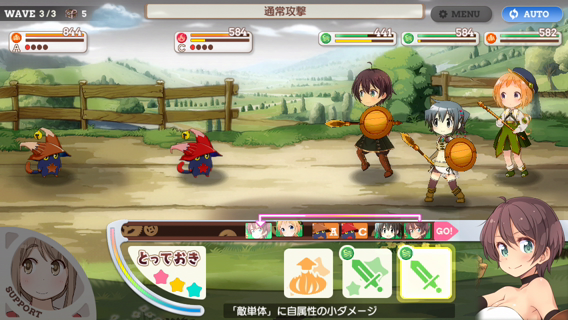 WAVE 3/3 5
通常攻撃
MENU
AUTO
844
584
441
584
582
A
C
A C GO!
とっておき
SUPPORT
「敵単体」に自属性の小ダメージ